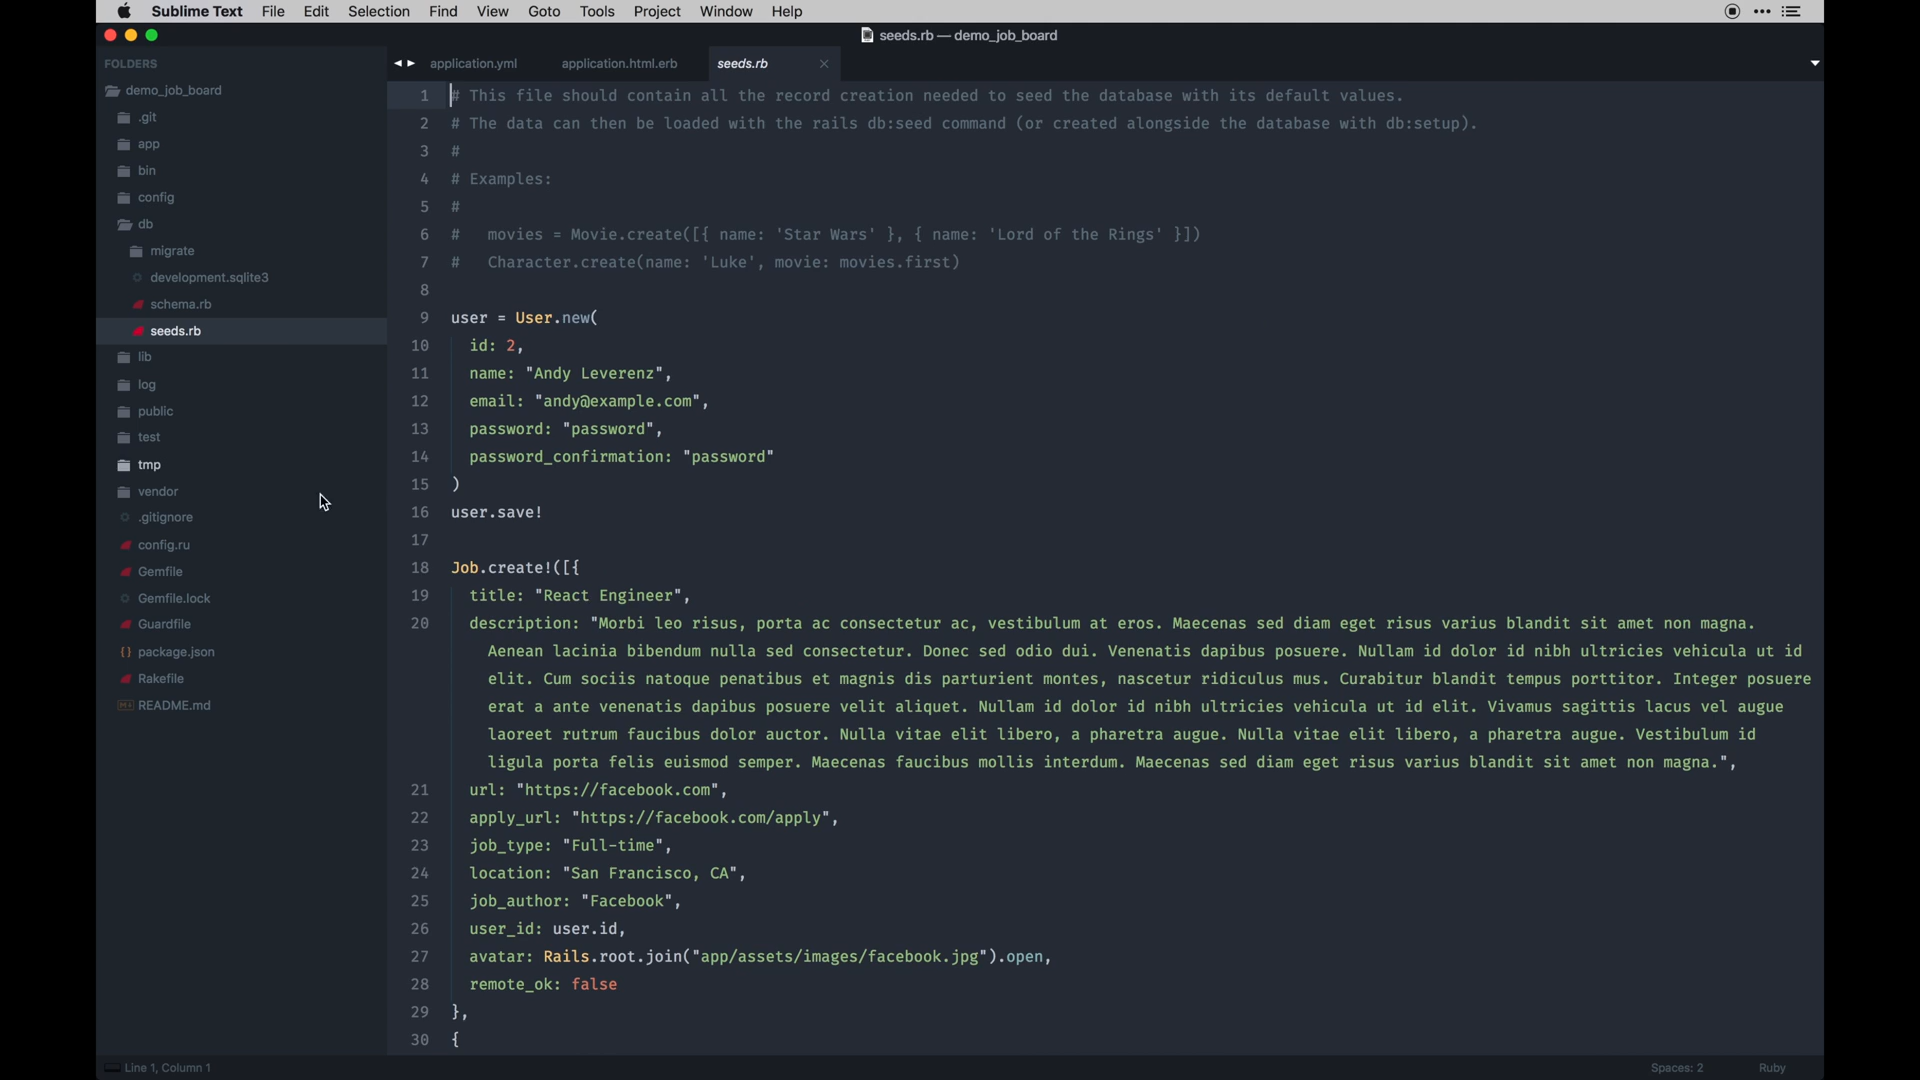 Sublime Text File Edit Selection Find View Goto Tools Project Window Help
seeds.rb — demo_job_board
FOLDERS
demo_job_board
.git
app
bin
config
db
migrate
development.sqlite3
schema.rb
seeds.rb
lib
log
public
test
tmp
vendor
.gitignore
config.ru
Gemfile
Gemfile.lock
Guardfile
package.json
Rakefile
README.md
application.yml application.html.erb seeds.rb
1 # This file should contain all the record creation needed to seed the database with its default values.
2 # The data can then be loaded with the rails db:seed command (or created alongside the database with db:setup).
3 #
4 # Examples:
5 #
6 #   movies = Movie.create([{ name: 'Star Wars' }, { name: 'Lord of the Rings' }])
7 #   Character.create(name: 'Luke', movie: movies.first)
8
9 user = User.new(
10   id: 2,
11   name: "Andy Leverenz",
12   email: "andy@example.com",
13   password: "password",
14   password_confirmation: "password"
15 )
16 user.save!
17
18 Job.create!([{
19   title: "React Engineer",
20   description: "Morbi leo risus, porta ac consectetur ac, vestibulum at eros. Maecenas sed diam eget risus varius blandit sit amet non magna.
Aenean lacinia bibendum nulla sed consectetur. Donec sed odio dui. Venenatis dapibus posuere. Nullam id dolor id nibh ultricies vehicula ut id
elit. Cum sociis natoque penatibus et magnis dis parturient montes, nascetur ridiculus mus. Curabitur blandit tempus porttitor. Integer posuere
erat a ante venenatis dapibus posuere velit aliquet. Nullam id dolor id nibh ultricies vehicula ut id elit. Vivamus sagittis lacus vel augue
laoreet rutrum faucibus dolor auctor. Nulla vitae elit libero, a pharetra augue. Nulla vitae elit libero, a pharetra augue. Vestibulum id
ligula porta felis euismod semper. Maecenas faucibus mollis interdum. Maecenas sed diam eget risus varius blandit sit amet non magna.",
21   url: "https://facebook.com",
22   apply_url: "https://facebook.com/apply",
23   job_type: "Full-time",
24   location: "San Francisco, CA",
25   job_author: "Facebook",
26   user_id: user.id,
27   avatar: Rails.root.join("app/assets/images/facebook.jpg").open,
28   remote_ok: false
29 },
30 {
Line 1, Column 1 Spaces: 2 Ruby